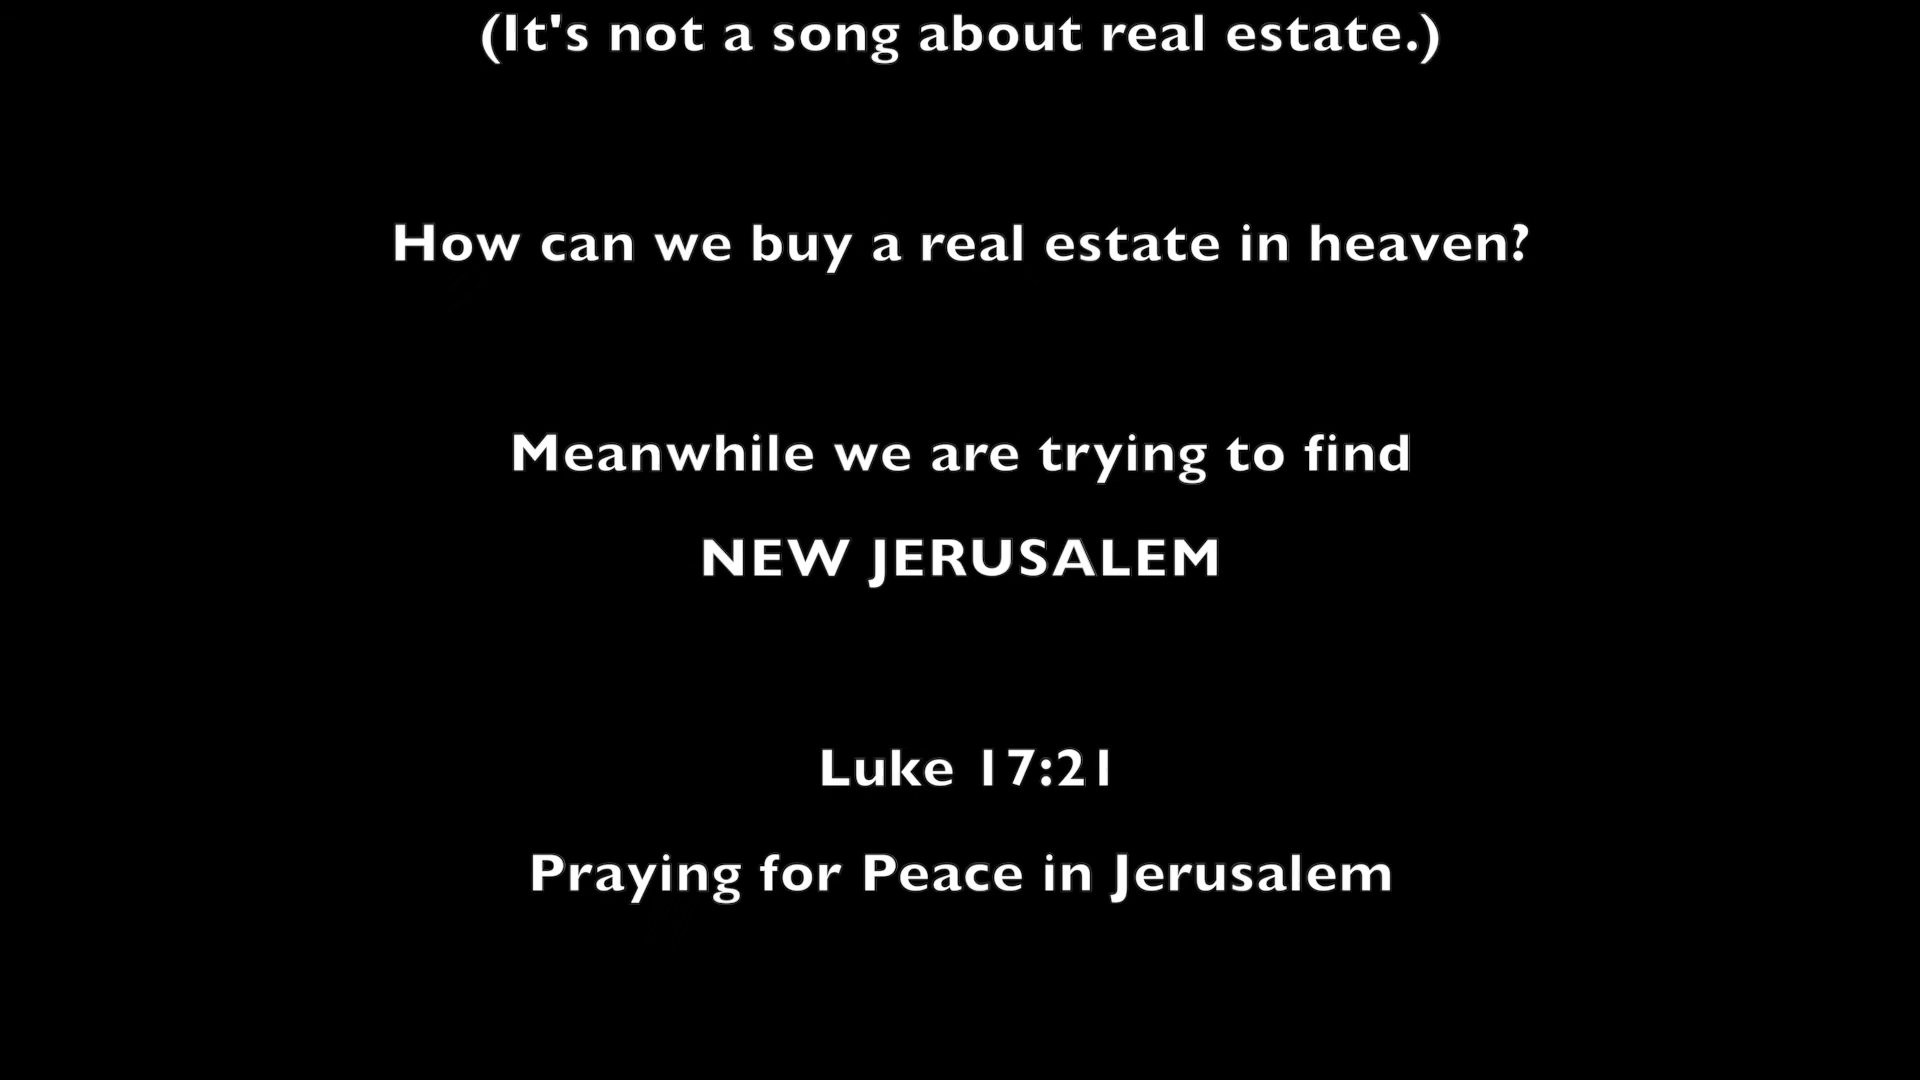 (It's not a song about real estate.)
How can we buy a real estate in heaven?
Meanwhile we are trying to find
NEW JERUSALEM
Luke 17:21
Praying for Peace in Jerusalem